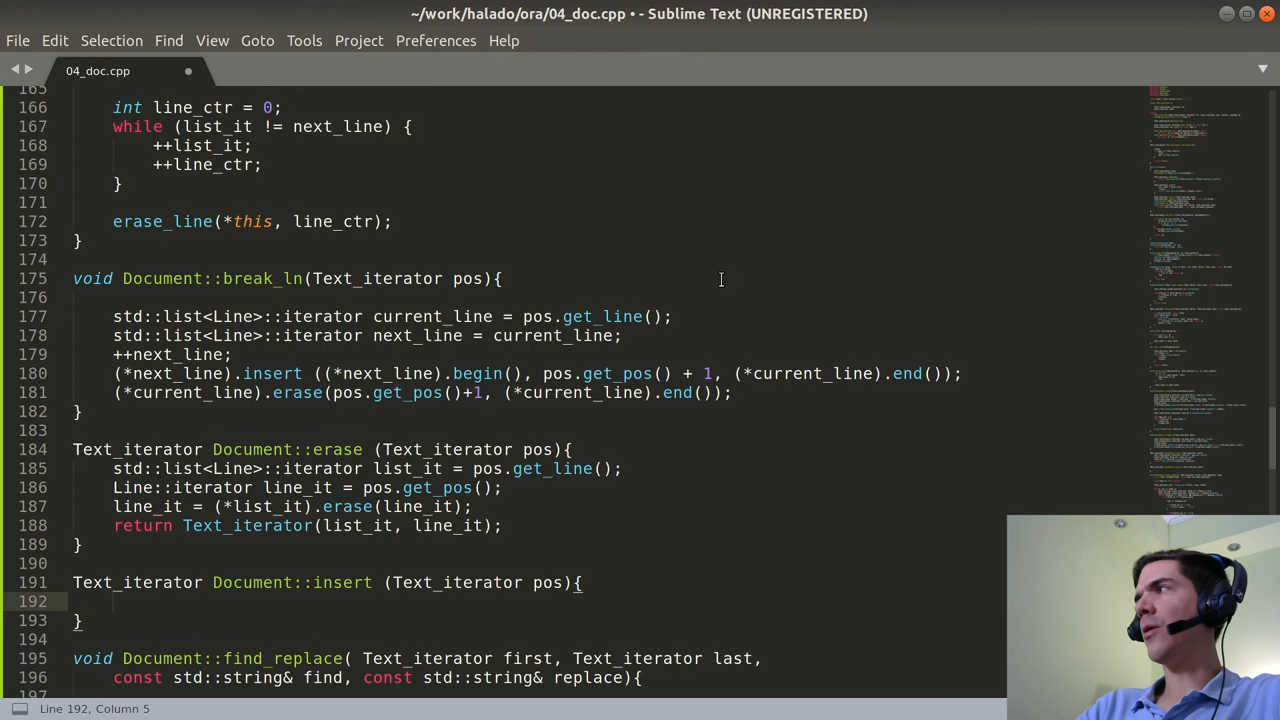 ~/work/halado/ora/04_doc.cpp • - Sublime Text (UNREGISTERED)
File Edit Selection Find View Goto Tools Project Preferences Help
04_doc.cpp
165
166 int line_ctr = 0;
167 while (list_it != next_line) {
168 ++list_it;
169 ++line_ctr;
170 }
171
172 erase_line(*this, line_ctr);
173 }
174
175 void Document::break_ln(Text_iterator pos){
176
177 std::list<Line>::iterator current_line = pos.get_line();
178 std::list<Line>::iterator next_line = current_line;
179 ++next_line;
180 (*next_line).insert ((*next_line).begin(), pos.get_pos() + 1, (*current_line).end());
181 (*current_line).erase(pos.get_pos()+1, (*current_line).end());
182 }
183
184 Text_iterator Document::erase (Text_iterator pos){
185 std::list<Line>::iterator list_it = pos.get_line();
186 Line::iterator line_it = pos.get_pos();
187 line_it = (*list_it).erase(line_it);
188 return Text_iterator(list_it, line_it);
189 }
190
191 Text_iterator Document::insert (Text_iterator pos){
192
193 }
194
195 void Document::find_replace( Text_iterator first, Text_iterator last,
196 const std::string& find, const std::string& replace){
197
Line 192, Column 5